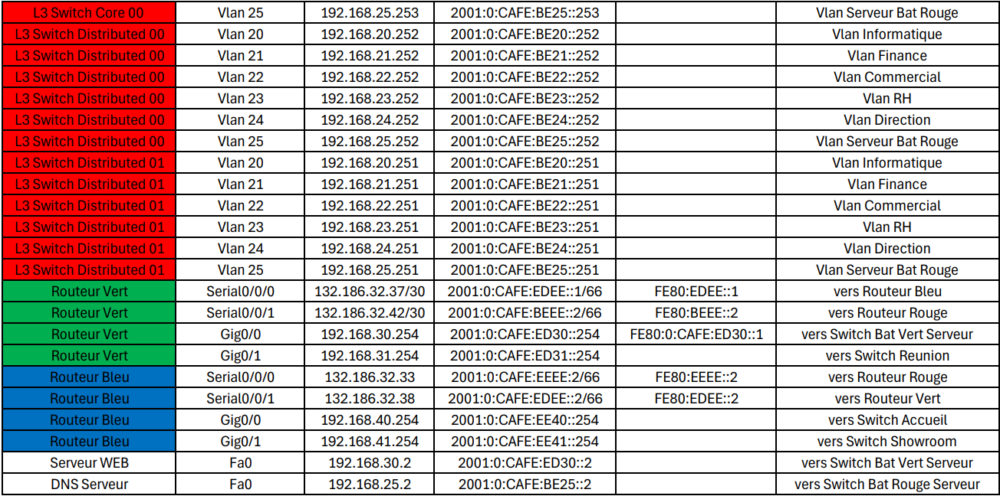 L3 Switch Core 00 Vlan 25 192.168.25.253 2001:0:CAFE:BE25::253 Vlan Serveur Bat Rouge
L3 Switch Distributed 00 Vlan 20 192.168.20.252 2001:0:CAFE:BE20::252 Vlan Informatique
L3 Switch Distributed 00 Vlan 21 192.168.21.252 2001:0:CAFE:BE21::252 Vlan Finance
L3 Switch Distributed 00 Vlan 22 192.168.22.252 2001:0:CAFE:BE22::252 Vlan Commercial
L3 Switch Distributed 00 Vlan 23 192.168.23.252 2001:0:CAFE:BE23::252 Vlan RH
L3 Switch Distributed 00 Vlan 24 192.168.24.252 2001:0:CAFE:BE24::252 Vlan Direction
L3 Switch Distributed 00 Vlan 25 192.168.25.252 2001:0:CAFE:BE25::252 Vlan Serveur Bat Rouge
L3 Switch Distributed 01 Vlan 20 192.168.20.251 2001:0:CAFE:BE20::251 Vlan Informatique
L3 Switch Distributed 01 Vlan 21 192.168.21.251 2001:0:CAFE:BE21::251 Vlan Finance
L3 Switch Distributed 01 Vlan 22 192.168.22.251 2001:0:CAFE:BE22::251 Vlan Commercial
L3 Switch Distributed 01 Vlan 23 192.168.23.251 2001:0:CAFE:BE23::251 Vlan RH
L3 Switch Distributed 01 Vlan 24 192.168.24.251 2001:0:CAFE:BE24::251 Vlan Direction
L3 Switch Distributed 01 Vlan 25 192.168.25.251 2001:0:CAFE:BE25::251 Vlan Serveur Bat Rouge
Routeur Vert Serial0/0/0 132.186.32.37/30 2001:0:CAFE:EDEE::1/66 FE80:EDEE::1 vers Routeur Bleu
Routeur Vert Serial0/0/1 132.186.32.42/30 2001:0:CAFE:BEEE::2/66 FE80:BEEE::2 vers Routeur Rouge
Routeur Vert Gig0/0 192.168.30.254 2001:0:CAFE:ED30::254 FE80:0:CAFE:ED30::1 vers Switch Bat Vert Serveur
Routeur Vert Gig0/1 192.168.31.254 2001:0:CAFE:ED31::254 vers Switch Reunion
Routeur Bleu Serial0/0/0 132.186.32.33 2001:0:CAFE:EEEE:2/66 FE80:EEEE::2 vers Routeur Rouge
Routeur Bleu Serial0/0/1 132.186.32.38 2001:0:CAFE:EDEE::2/66 FE80:EDEE::2 vers Routeur Vert
Routeur Bleu Gig0/0 192.168.40.254 2001:0:CAFE:EE40::254 vers Switch Accueil
Routeur Bleu Gig0/1 192.168.41.254 2001:0:CAFE:EE41::254 vers Switch Showroom
Serveur WEB Fa0 192.168.30.2 2001:0:CAFE:ED30::2 vers Switch Bat Vert Serveur
DNS Serveur Fa0 192.168.25.2 2001:0:CAFE:BE25::2 vers Switch Bat Rouge Serveur